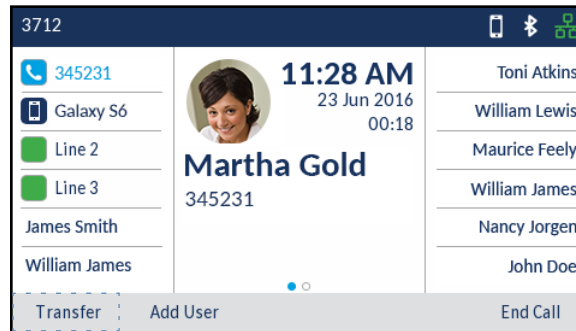 3712
345231
Galaxy S6
Line 2
Line 3
James Smith
William James
11:28 AM
23 Jun 2016
00:18
Martha Gold
345231
Toni Atkins
William Lewis
Maurice Feely
William James
Nancy Jorgen
John Doe
Transfer Add User End Call